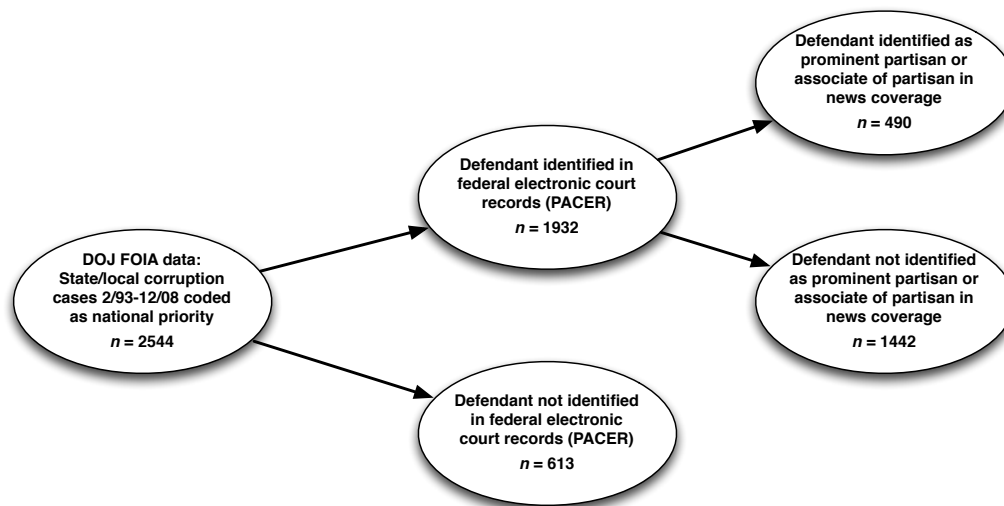 Defendant identified as
prominent partisan or
associate of partisan in
news coverage
n = 490
Defendant identified in
federal electronic court
records (PACER)
n = 1932
DOJ FOIA data:
State/local corruption
cases 2/93-12/08 coded
as national priority
n = 2544
Defendant not identified
as prominent partisan or
associate of partisan in
news coverage
n = 1442
Defendant not identified
in federal electronic
court records (PACER)
n = 613